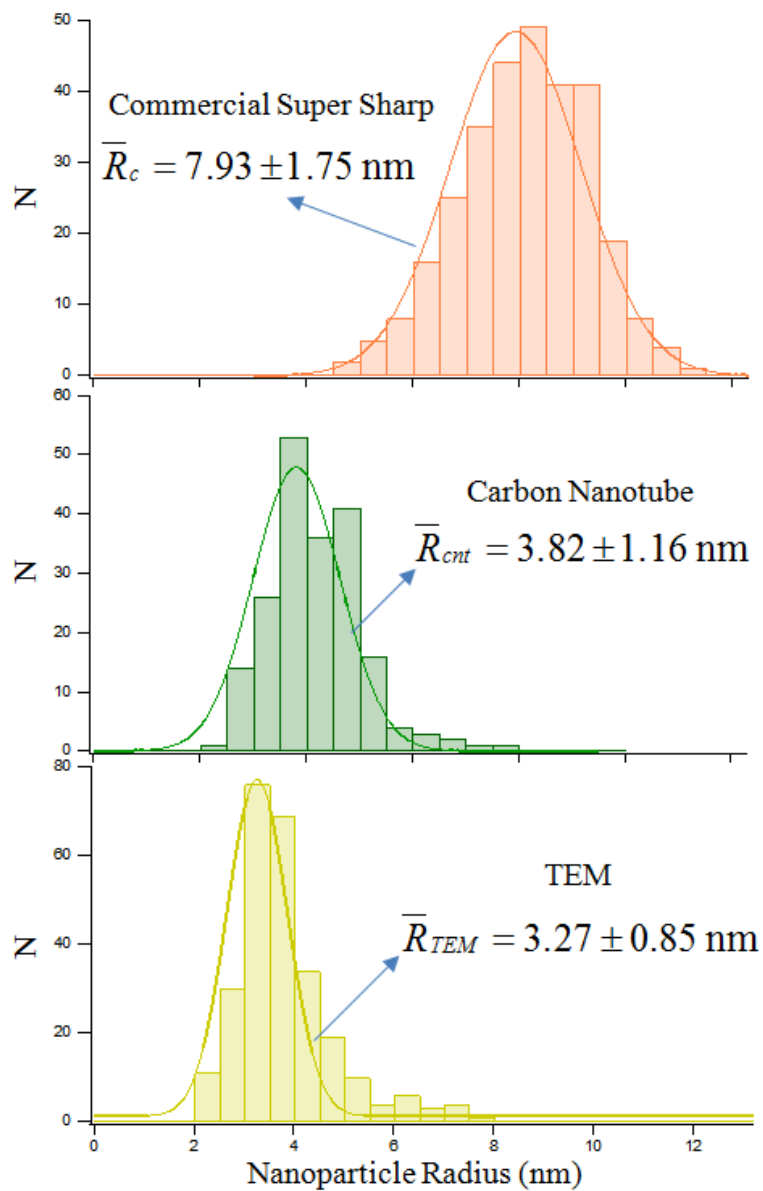 50
40
30
20
10
0
N
Commercial Super Sharp
R̅c = 7.93 ±1.75 nm
60
50
40
30
20
10
0
N
Carbon Nanotube
R̅cnt = 3.82 ±1.16 nm
80
60
40
20
0
N
TEM
R̅TEM = 3.27 ± 0.85 nm
0 2 4 6 8 10 12
Nanoparticle Radius (nm)